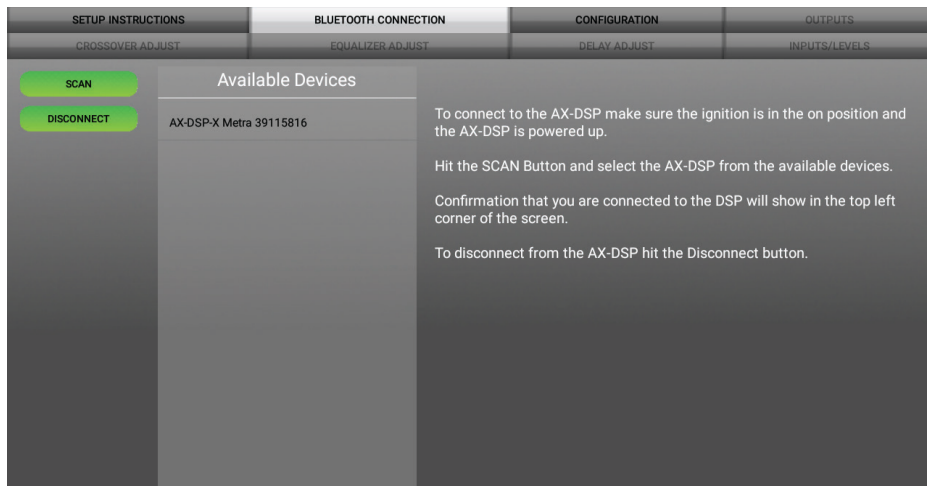 SETUP INSTRUCTIONS
BLUETOOTH CONNECTION
CONFIGURATION
OUTPUTS
CROSSOVER ADJUST
EQUALIZER ADJUST
DELAY ADJUST
INPUTS/LEVELS
SCAN
DISCONNECT
Available Devices
AX-DSP-X Metra 39115816
To connect to the AX-DSP make sure the ignition is in the on position and
the AX-DSP is powered up.
Hit the SCAN Button and select the AX-DSP from the available devices.
Confirmation that you are connected to the DSP will show in the top left
corner of the screen.
To disconnect from the AX-DSP hit the Disconnect button.